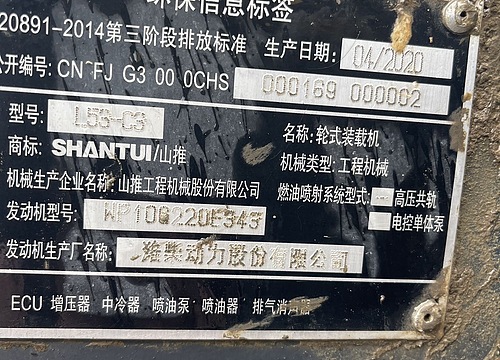 环保信息标签
20891-2014第三阶段排放标准 生产日期: 04/2020
公开编号: CN FJ G3 00 0CHS 000169 000002
型号: L53-C3
商标: SHANTUI/山推 名称: 轮式装载机
机械类型: 工程机械
机械生产企业名称: 山推工程机械股份有限公司
燃油喷射系统型式: 高压共轨
发动机型号: WP10G220E343
电控单体泵
发动机生产厂名称: 潍柴动力股份有限公司
ECU 增压器 中冷器 喷油泵 喷油器 排气消声器